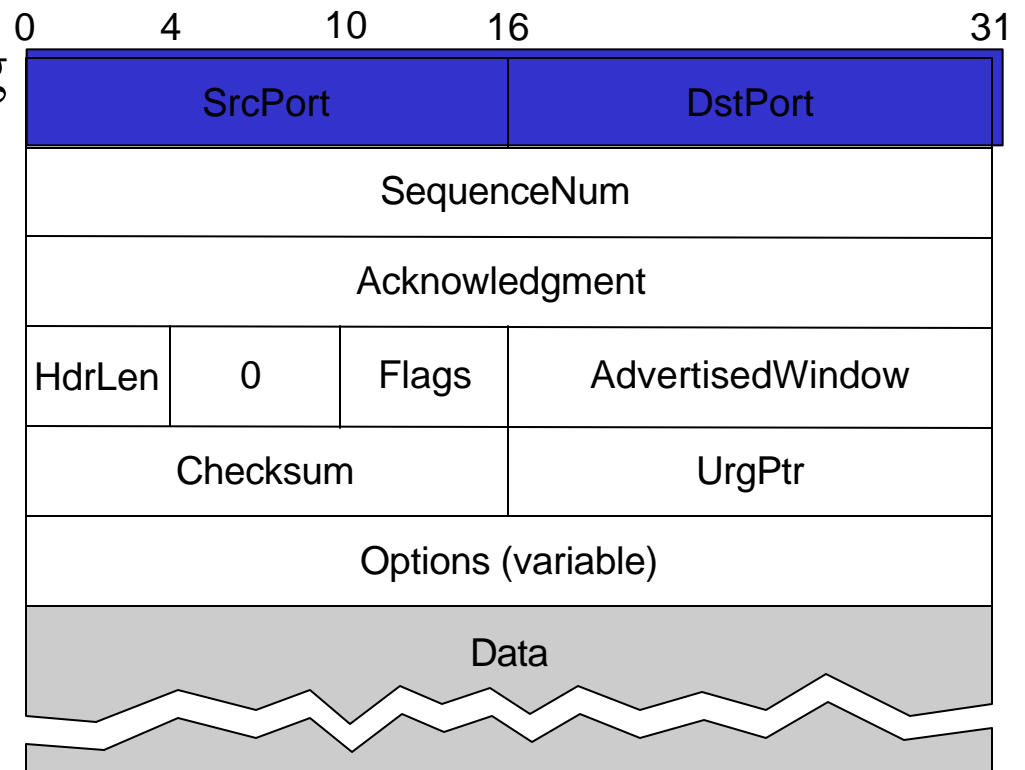 0 4 10 16 31
g
SrcPort DstPort
SequenceNum
Acknowledgment
HdrLen 0 Flags AdvertisedWindow
Checksum UrgPtr
Options (variable)
Data